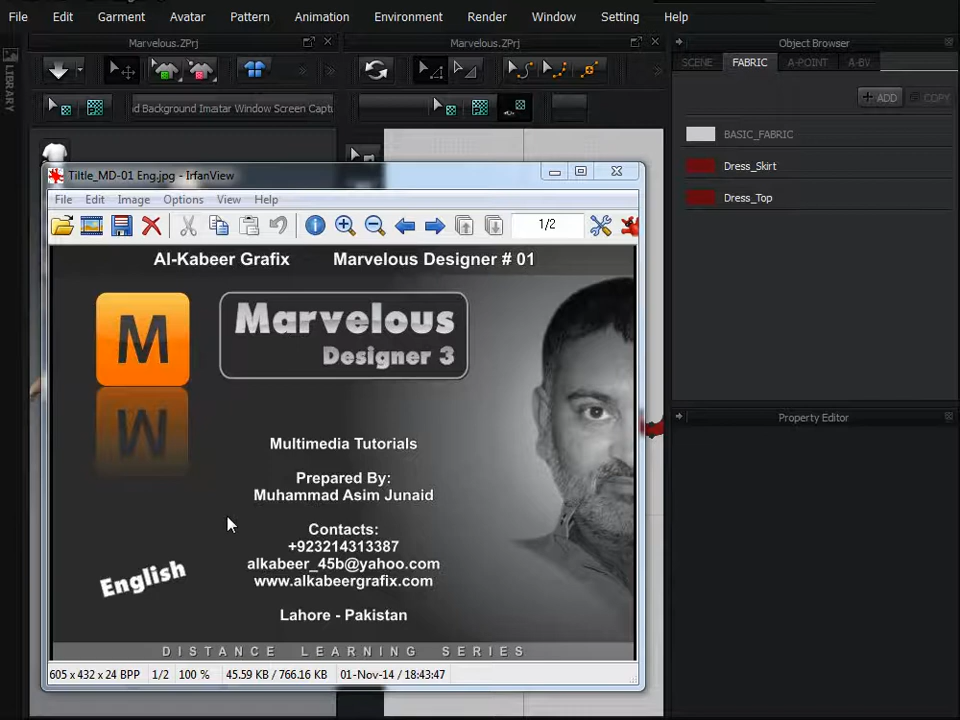 File Edit Garment Avatar Pattern Animation Environment Render Window Setting Help
Marvelous.ZPrj
Marvelous.ZPrj
Object Browser
LIBRARY
SCENE FABRIC A-POINT A-BV.
ADD COPY
d Background Imatar Window Screen Captu
BASIC_FABRIC
Dress_Skirt
Dress_Top
Tiltle_MD-01 Eng.jpg - IrfanView
File Edit Image Options View Help
1/2
Al-Kabeer Grafix Marvelous Designer # 01
M
Marvelous
Designer 3
Property Editor
Multimedia Tutorials
Prepared By:
Muhammad Asim Junaid
Contacts:
+923214313387
alkabeer_45b@yahoo.com
www.alkabeergrafix.com
English
Lahore - Pakistan
DISTANCE LEARNING SERIES
605 x 432 x 24 BPP 1/2 100 % 45.59 KB / 766.16 KB 01-Nov-14 / 18:43:47